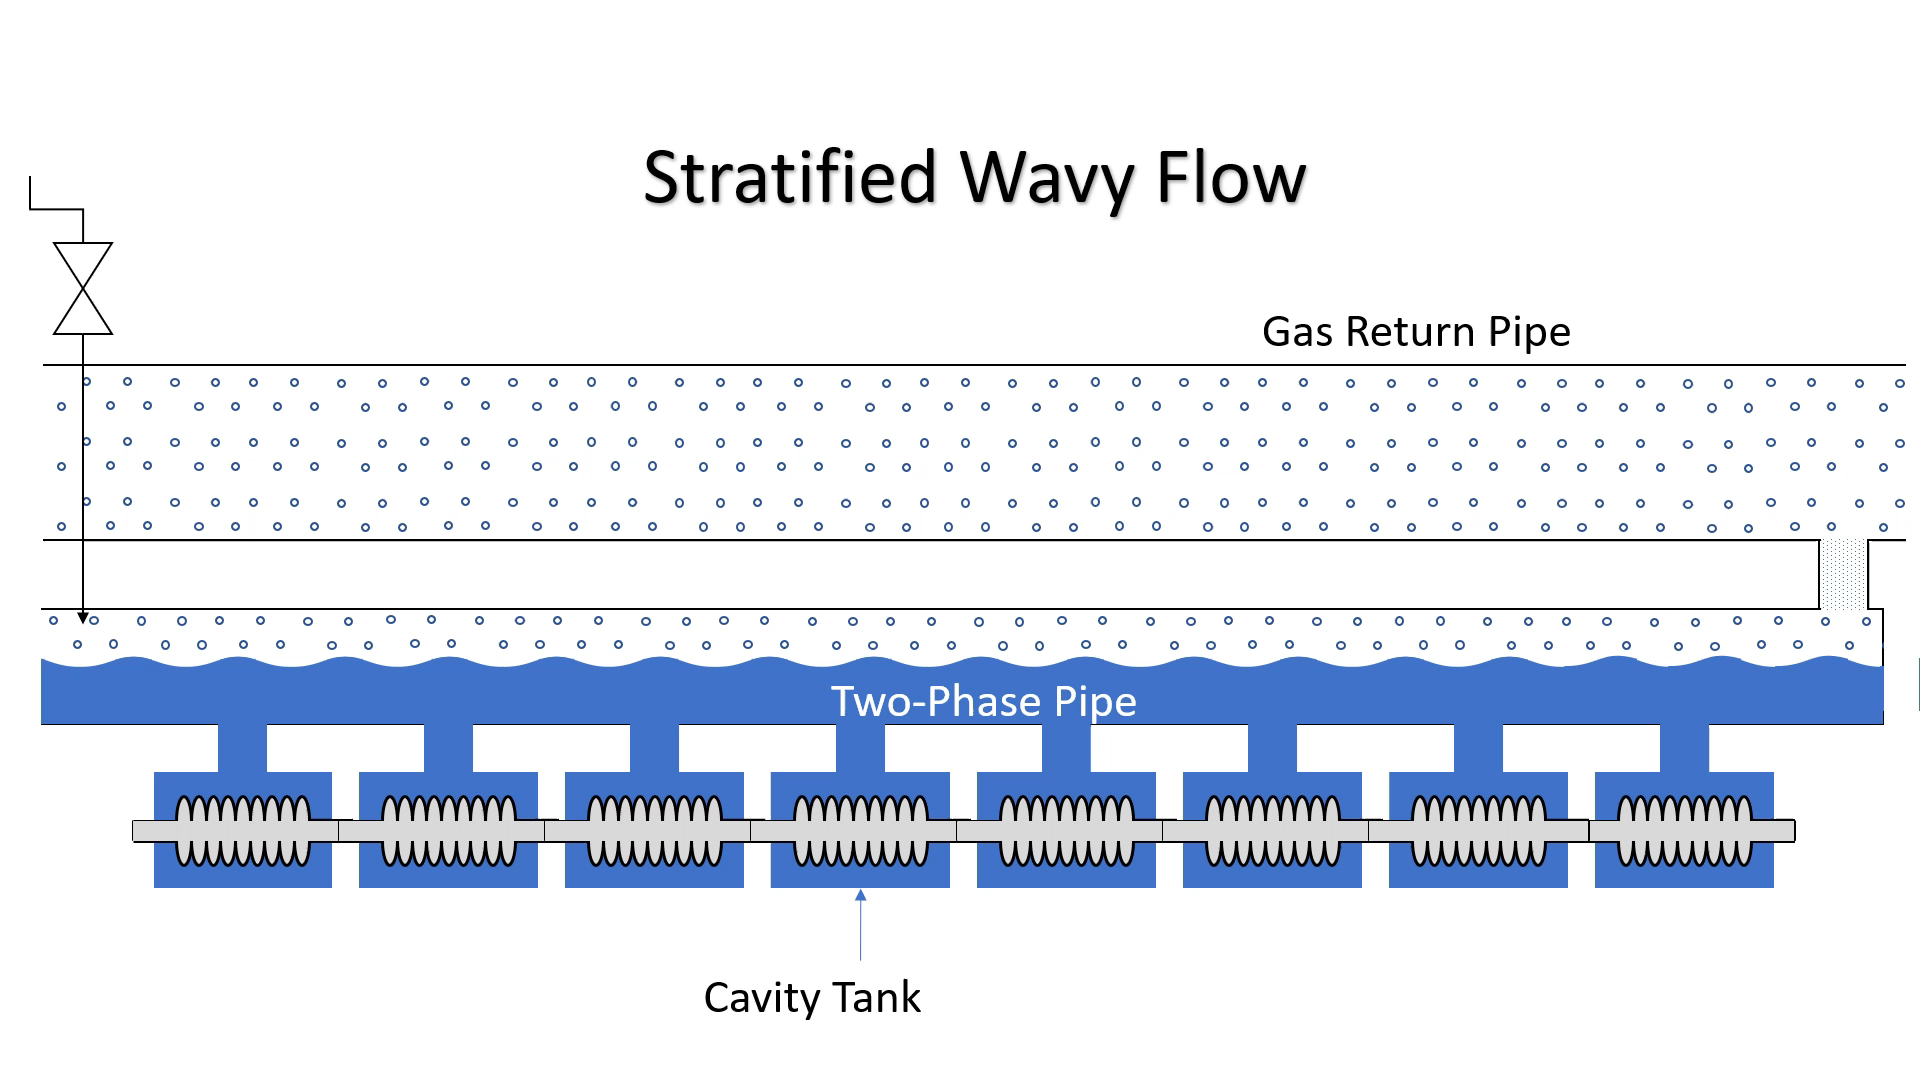 Stratified Wavy Flow
Gas Return Pipe
Two-Phase Pipe
Cavity Tank